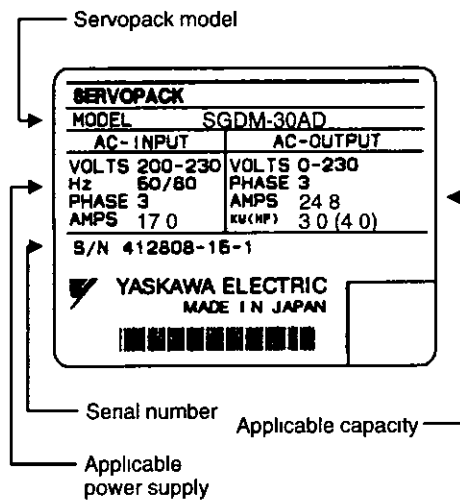 Servopack model
SERVOPACK
MODEL SGDM-30AD
AC-INPUT AC-OUTPUT
VOLTS 200-230 VOLTS 0-230
Hz 50/60 PHASE 3
PHASE 3 AMPS 24 8
AMPS 17 0 KW(HP) 3 0 (4 0)
S/N 412808-15-1
YASKAWA ELECTRIC
MADE IN JAPAN
Serial number
Applicable capacity
Applicable
power supply